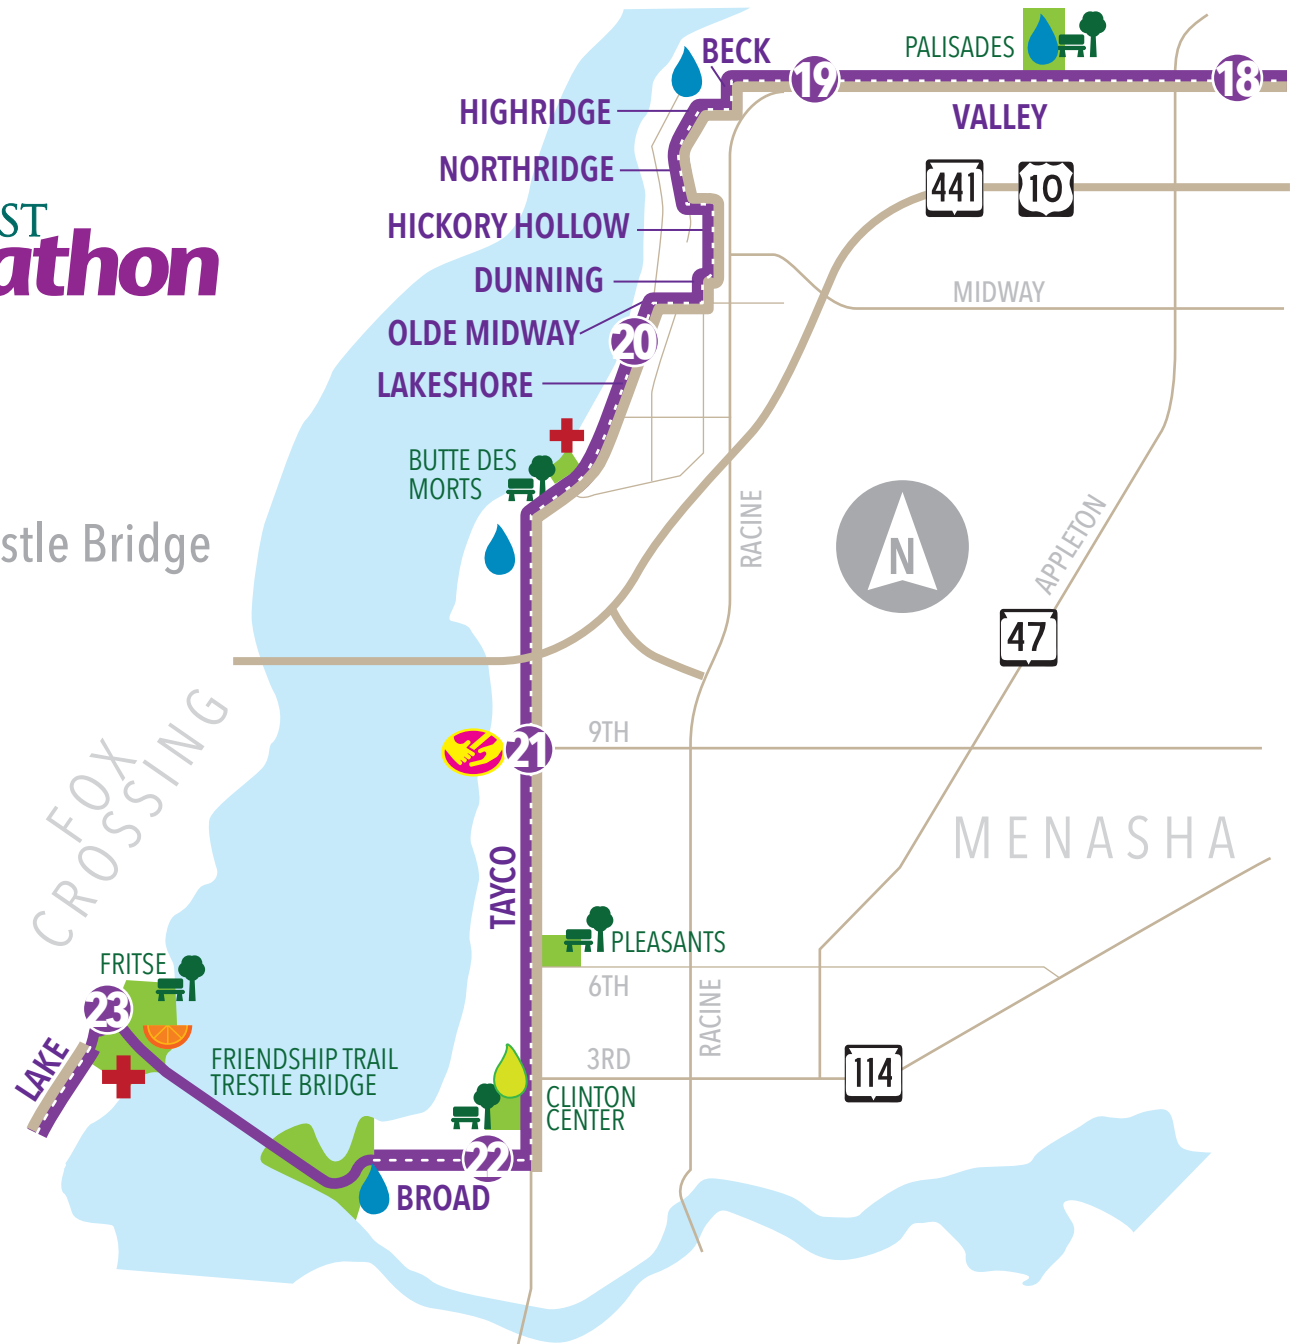 BECK
19
PALISADES
18
VALLEY
HIGHRIDGE
NORTHRIDGE
441
10
ST
athon
HICKORY HOLLOW
DUNNING
MIDWAY
OLDE MIDWAY
20
LAKESHORE
BUTTE DES
MORTS
RACINE
APPLETON
N
stle Bridge
47
FOX
CROSSING
9TH
21
MENASHA
TAYCO
PLEASANTS
6TH
RACINE
FRITSE
23
LAKE
FRIENDSHIP TRAIL
TRESTLE BRIDGE
3RD
114
CLINTON
CENTER
22
BROAD